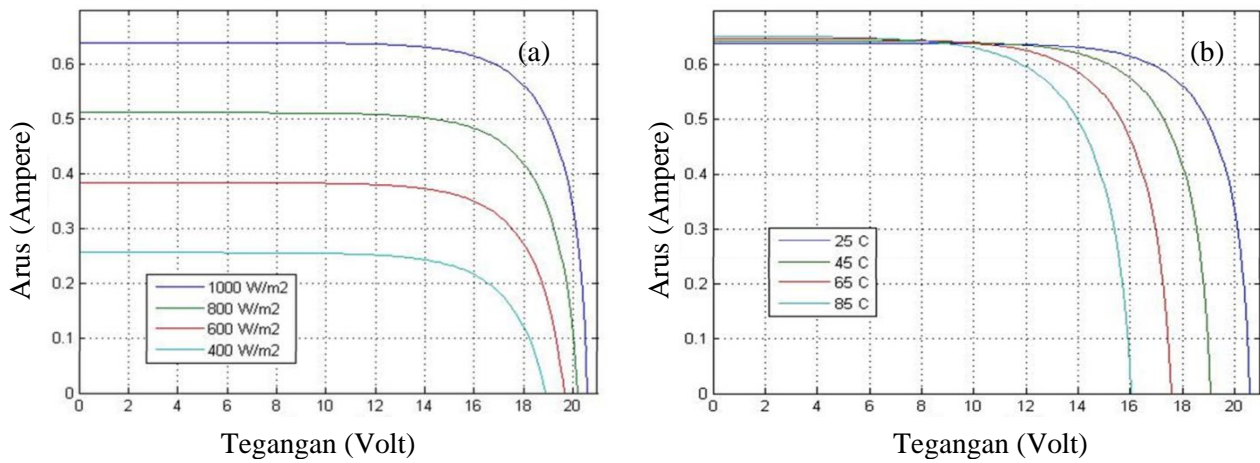 (a)
Arus (Ampere)
0.6
0.5
0.4
0.3
0.2
0.1
0
1000 W/m2
800 W/m2
600 W/m2
400 W/m2
0 2 4 6 8 10 12 14 16 18 20
Tegangan (Volt)
(b)
Arus (Ampere)
0.6
0.5
0.4
0.3
0.2
0.1
0
25 C
45 C
65 C
85 C
0 2 4 6 8 10 12 14 16 18 20
Tegangan (Volt)